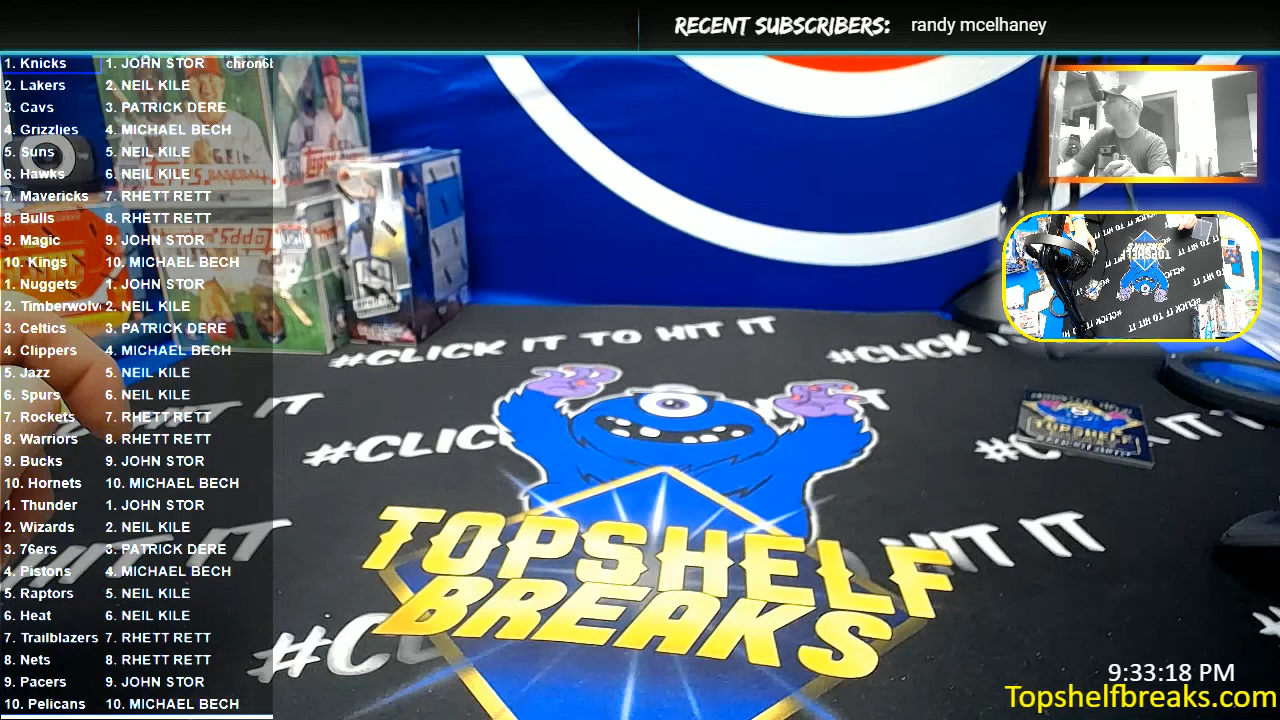 RECENT SUBSCRIBERS: randy mcelhaney
1. Knicks 1. JOHN STOR
2. Lakers 2. NEIL KILE
3. Cavs 3. PATRICK DERE
4. Grizzlies 4. MICHAEL BECH
5. Suns 5. NEIL KILE
6. Hawks 6. NEIL KILE
7. Mavericks 7. RHETT RETT
8. Bulls 8. RHETT RETT
9. Magic 9. JOHN STOR
10. Kings 10. MICHAEL BECH
1. Nuggets 1. JOHN STOR
2. Timberwolv 2. NEIL KILE
3. Celtics 3. PATRICK DERE
4. Clippers 4. MICHAEL BECH
5. Jazz 5. NEIL KILE
6. Spurs 6. NEIL KILE
7. Rockets 7. RHETT RETT
8. Warriors 8. RHETT RETT
9. Bucks 9. JOHN STOR
10. Hornets 10. MICHAEL BECH
1. Thunder 1. JOHN STOR
2. Wizards 2. NEIL KILE
3. 76ers 3. PATRICK DERE
4. Pistons 4. MICHAEL BECH
5. Raptors 5. NEIL KILE
6. Heat 6. NEIL KILE
7. Trailblazers 7. RHETT RETT
8. Nets 8. RHETT RETT
9. Pacers 9. JOHN STOR
10. Pelicans 10. MICHAEL BECH
#CLICK IT TO HIT IT
#CLICK
#CLICK
IT IT
HIT IT
HIT IT
TOPSHELF
BREAKS
9:33:18 PM
Topshelfbreaks.com